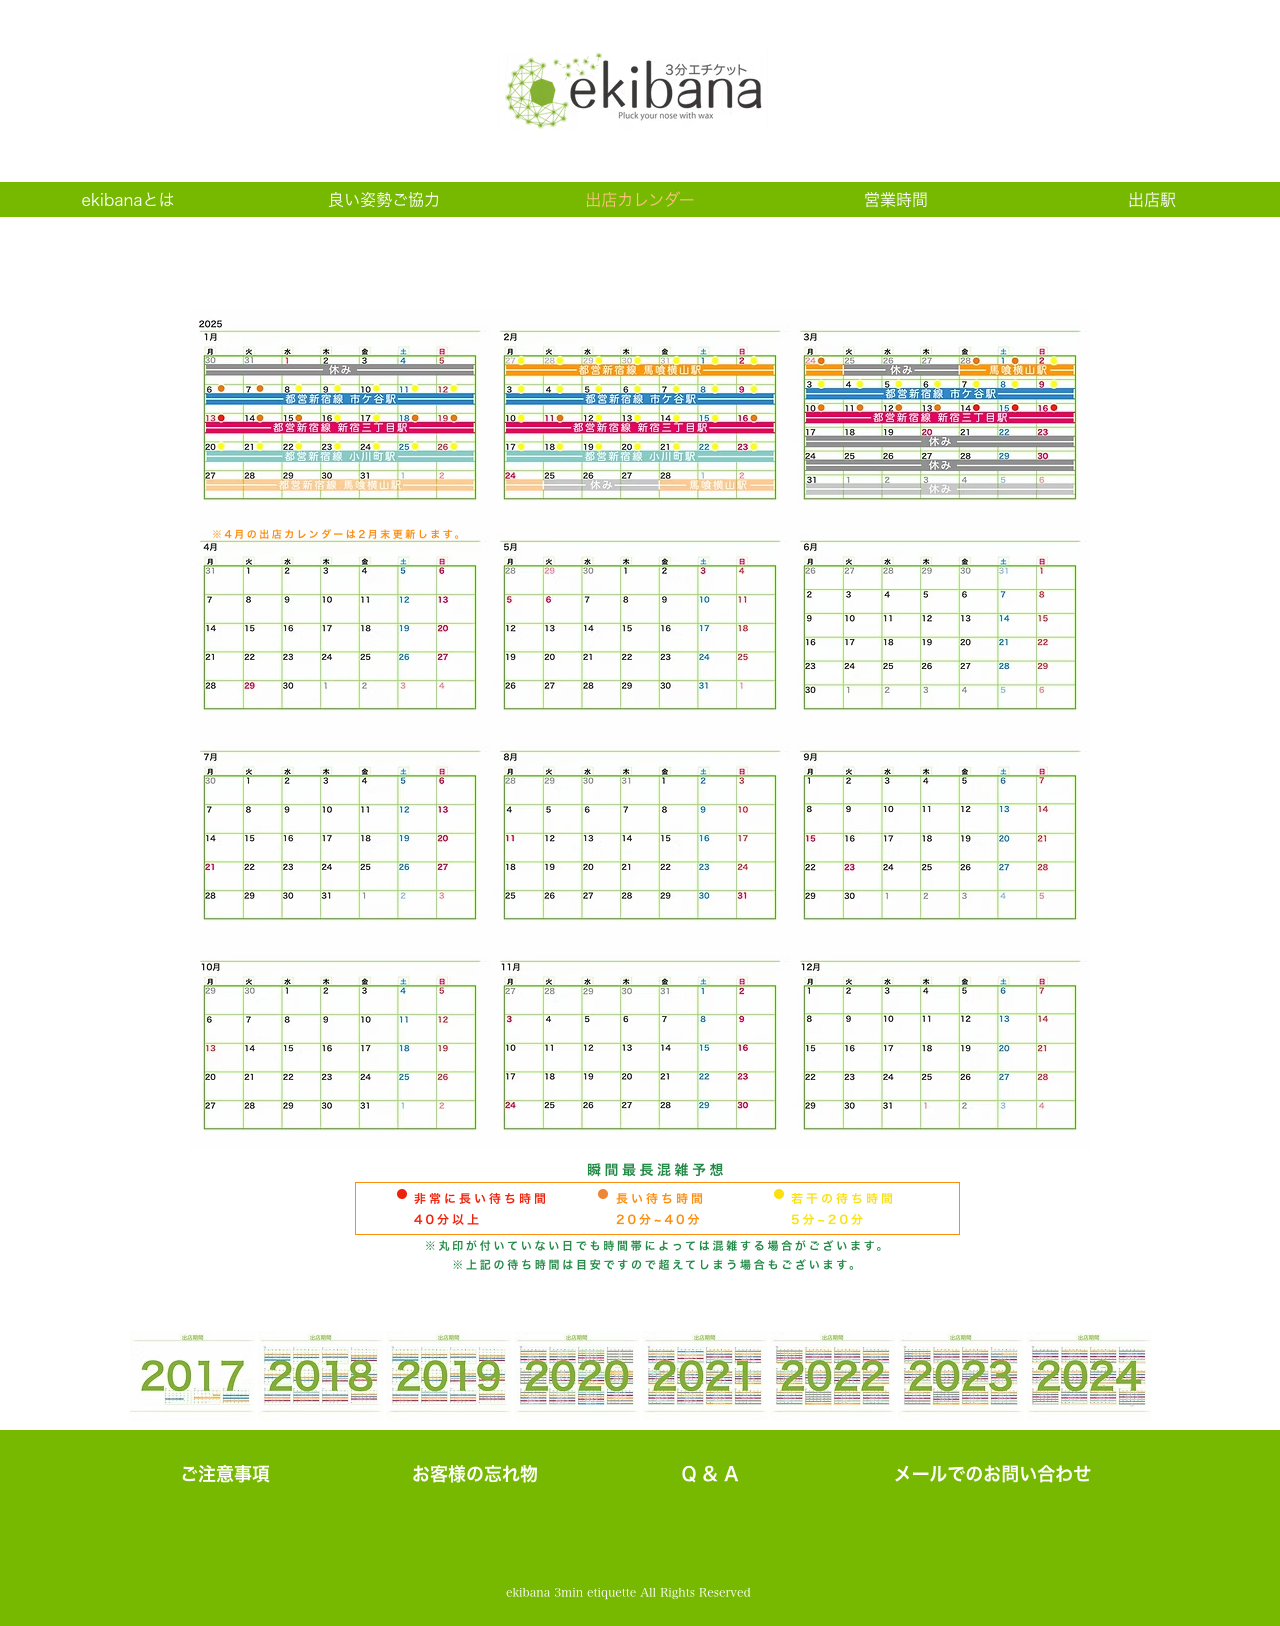 3分エチケット
ekibana
Pluck your nose with wax
ekibanaとは 良い姿勢ご協力 出店カレンダー 営業時間 出店駅
2025
1月
月 火 水 木 金 土 日
30 31 1 2 3 4 5
休み
6 7 8 9 10 11 12
都営新宿線 市ケ谷駅
13 14 15 16 17 18 19
都営新宿線 新宿三丁目駅
20 21 22 23 24 25 26
都営新宿線 小川町駅
27 28 29 30 31 1 2
都営新宿線 馬喰横山駅
2月
月 火 水 木 金 土 日
27 28 29 30 31 1 2
都営新宿線 馬喰横山駅
3 4 5 6 7 8 9
都営新宿線 市ケ谷駅
10 11 12 13 14 15 16
都営新宿線 新宿三丁目駅
17 18 19 20 21 22 23
都営新宿線 小川町駅
24 25 26 27 28 1 2
休み 馬喰横山駅
3月
月 火 水 木 金 土 日
24 25 26 27 28 1 2
休み 馬喰横山駅
3 4 5 6 7 8 9
都営新宿線 市ケ谷駅
10 11 12 13 14 15 16
都営新宿線 新宿三丁目駅
17 18 19 20 21 22 23
休み
24 25 26 27 28 29 30
休み
31 1 2 3 4 5 6
休み
※4月の出店カレンダーは2月末更新します。
4月
月 火 水 木 金 土 日
31 1 2 3 4 5 6
7 8 9 10 11 12 13
14 15 16 17 18 19 20
21 22 23 24 25 26 27
28 29 30 1 2 3 4
5月
月 火 水 木 金 土 日
28 29 30 1 2 3 4
5 6 7 8 9 10 11
12 13 14 15 16 17 18
19 20 21 22 23 24 25
26 27 28 29 30 31 1
6月
月 火 水 木 金 土 日
26 27 28 29 30 31 1
2 3 4 5 6 7 8
9 10 11 12 13 14 15
16 17 18 19 20 21 22
23 24 25 26 27 28 29
30 1 2 3 4 5 6
7月
月 火 水 木 金 土 日
30 1 2 3 4 5 6
7 8 9 10 11 12 13
14 15 16 17 18 19 20
21 22 23 24 25 26 27
28 29 30 31 1 2 3
8月
月 火 水 木 金 土 日
28 29 30 31 1 2 3
4 5 6 7 8 9 10
11 12 13 14 15 16 17
18 19 20 21 22 23 24
25 26 27 28 29 30 31
9月
月 火 水 木 金 土 日
1 2 3 4 5 6 7
8 9 10 11 12 13 14
15 16 17 18 19 20 21
22 23 24 25 26 27 28
29 30 1 2 3 4 5
10月
月 火 水 木 金 土 日
29 30 1 2 3 4 5
6 7 8 9 10 11 12
13 14 15 16 17 18 19
20 21 22 23 24 25 26
27 28 29 30 31 1 2
11月
月 火 水 木 金 土 日
27 28 29 30 31 1 2
3 4 5 6 7 8 9
10 11 12 13 14 15 16
17 18 19 20 21 22 23
24 25 26 27 28 29 30
12月
月 火 水 木 金 土 日
1 2 3 4 5 6 7
8 9 10 11 12 13 14
15 16 17 18 19 20 21
22 23 24 25 26 27 28
29 30 31 1 2 3 4
瞬間最長混雑予想
非常に長い待ち時間 長い待ち時間 若干の待ち時間
40分以上 20分~40分 5分~20分
※丸印が付いていない日でも時間帯によっては混雑する場合がございます。
※上記の待ち時間は目安ですので超えてしまう場合もございます。
出店期間 出店期間 出店期間 出店期間 出店期間 出店期間 出店期間 出店期間
2017 2018 2019 2020 2021 2022 2023 2024
ご注意事項 お客様の忘れ物 Q & A メールでのお問い合わせ
ekibana 3min etiquette All Rights Reserved